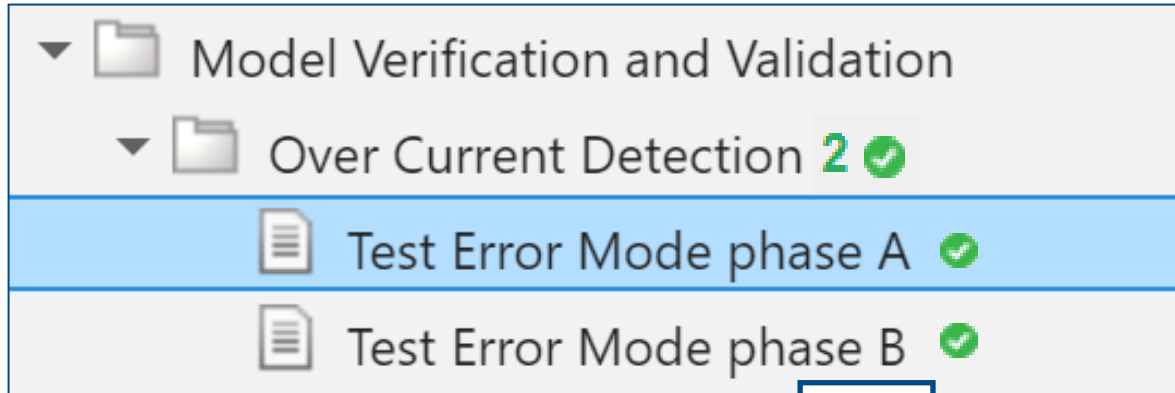 Model Verification and Validation
Over Current Detection 2
Test Error Mode phase A
Test Error Mode phase B